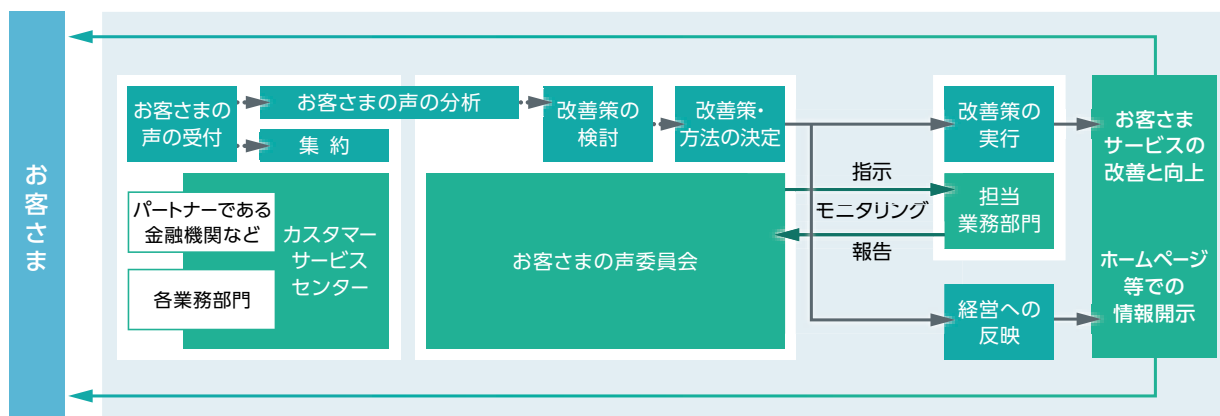 お客さま
お客さまの
声の受付
お客さまの声の分析
集 約
パートナーである
金融機関など
各業務部門
カスタマー
サービス
センター
改善策の
検討
改善策・
方法の決定
お客さまの声委員会
指示
モニタリング
報告
改善策の
実行
担当
業務部門
経営への
反映
お客さま
サービスの
改善と向上
ホームページ
等での
情報開示